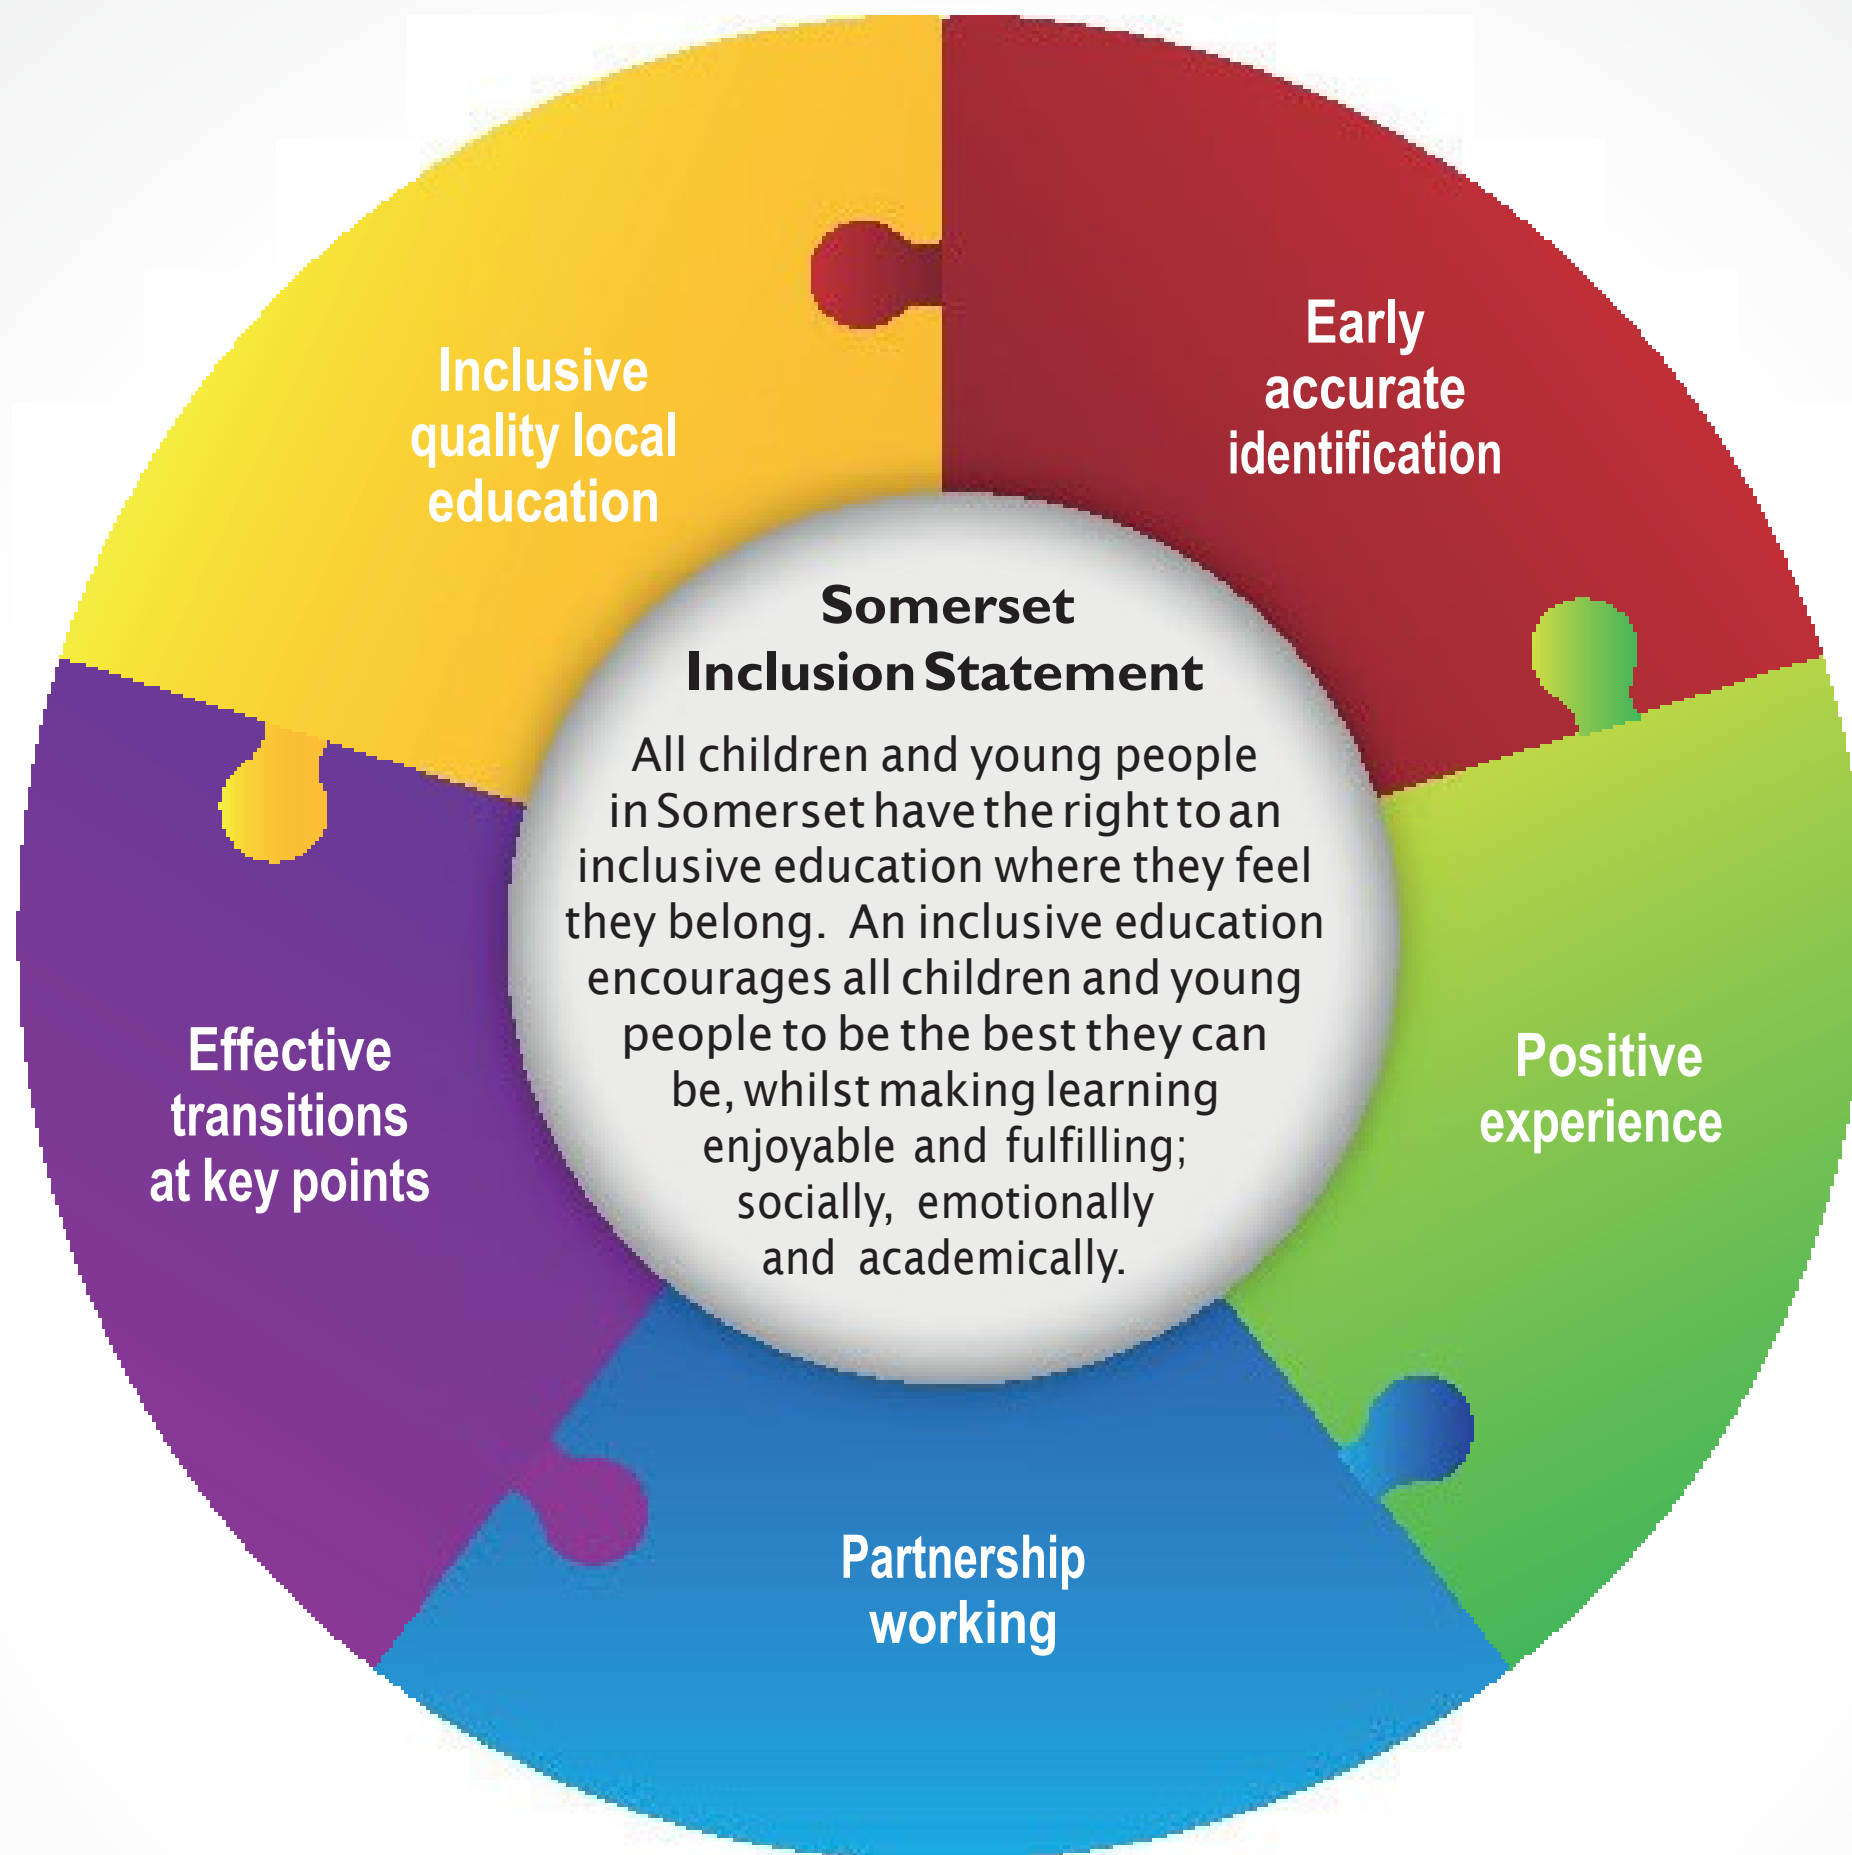 Inclusive
quality local
education
Early
accurate
identification
Somerset
Inclusion Statement
All children and young people
in Somerset have the right to an
inclusive education where they feel
they belong. An inclusive education
encourages all children and young
people to be the best they can
be, whilst making learning
enjoyable and fulfilling;
socially, emotionally
and academically.
Effective
transitions
at key points
Positive
experience
Partnership
working